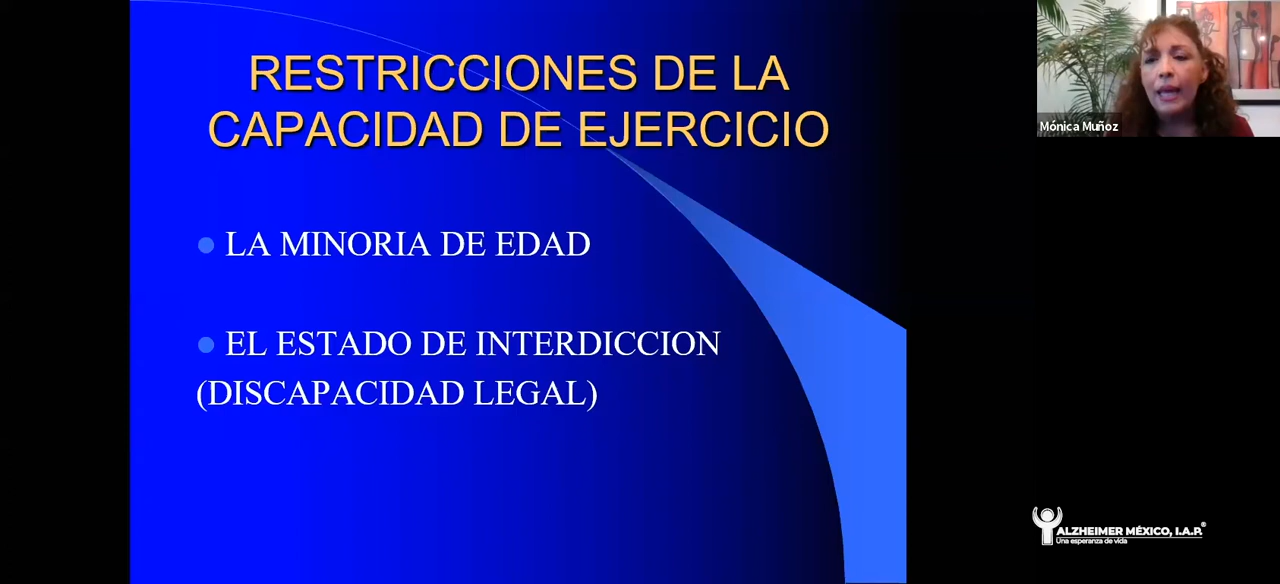 RESTRICCIONES DE LA
CAPACIDAD DE EJERCICIO
LA MINORIA DE EDAD
EL ESTADO DE INTERDICCION
(DISCAPACIDAD LEGAL)
Mónica Muñoz
ALZHEIMER MÉXICO, I.A.P.®
Una esperanza de vida